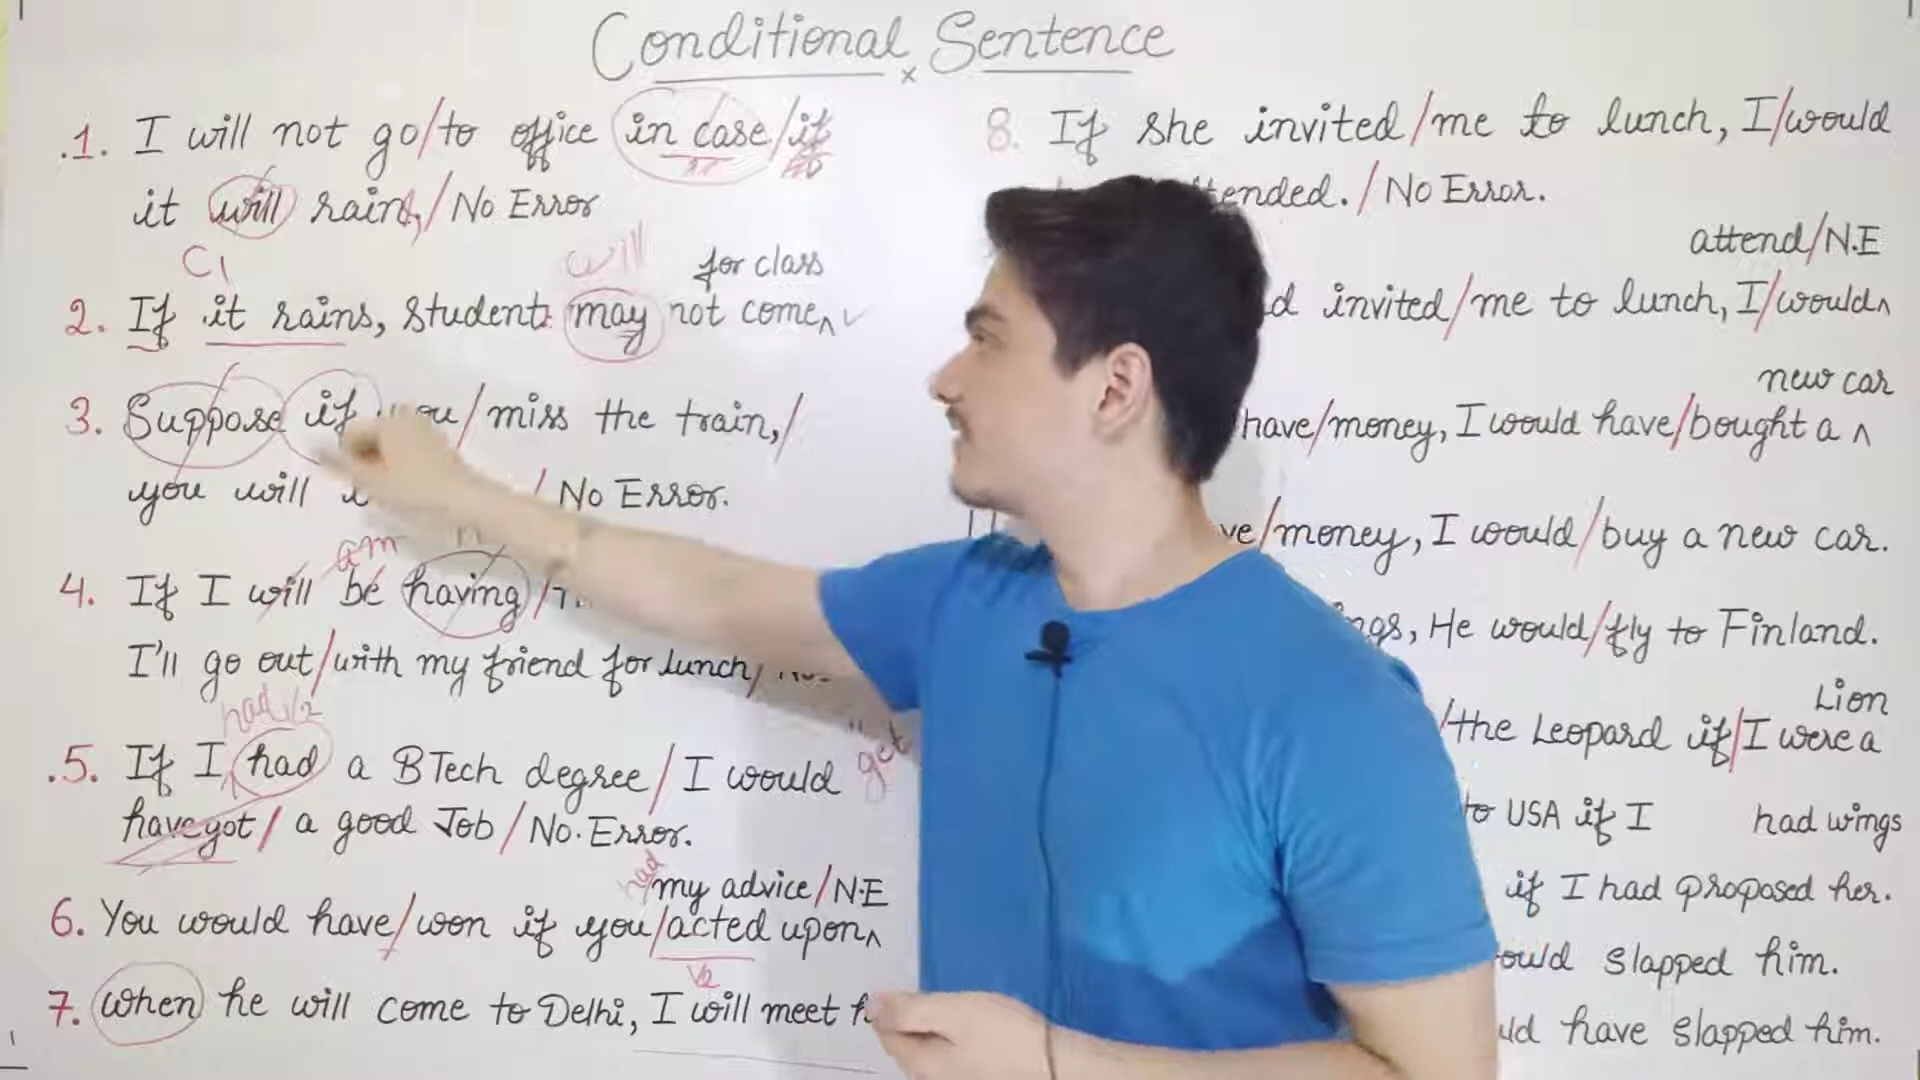 Conditional Sentence
.1. I will not go/to office in case/if
it will rain,/No Error
C1
will for class
2. If it rains, student may not come,^
3. Suppose if you/miss the train,/
you will / No Error.
am
4. If I will be having/
I'll go out/with my friend for lunch/
had V2
.5. If I had a BTech degree/I would get
have got/ a good Job/No.Error.
had my advice/N.E
6. You would have/won if you/acted upon^
V2
7. when he will come to Delhi, I will meet
8. If she invited/me to lunch, I/would
./No Error.
attend/N.E
invited/me to lunch, I/would^
new car
have/money, I would have/bought a ^
/money, I would/buy a new car.
, He would/fly to Finland.
Lion
/the Leopard if/I were a
to USA if I had wings
if I had proposed her.
slapped him.
have slapped him.